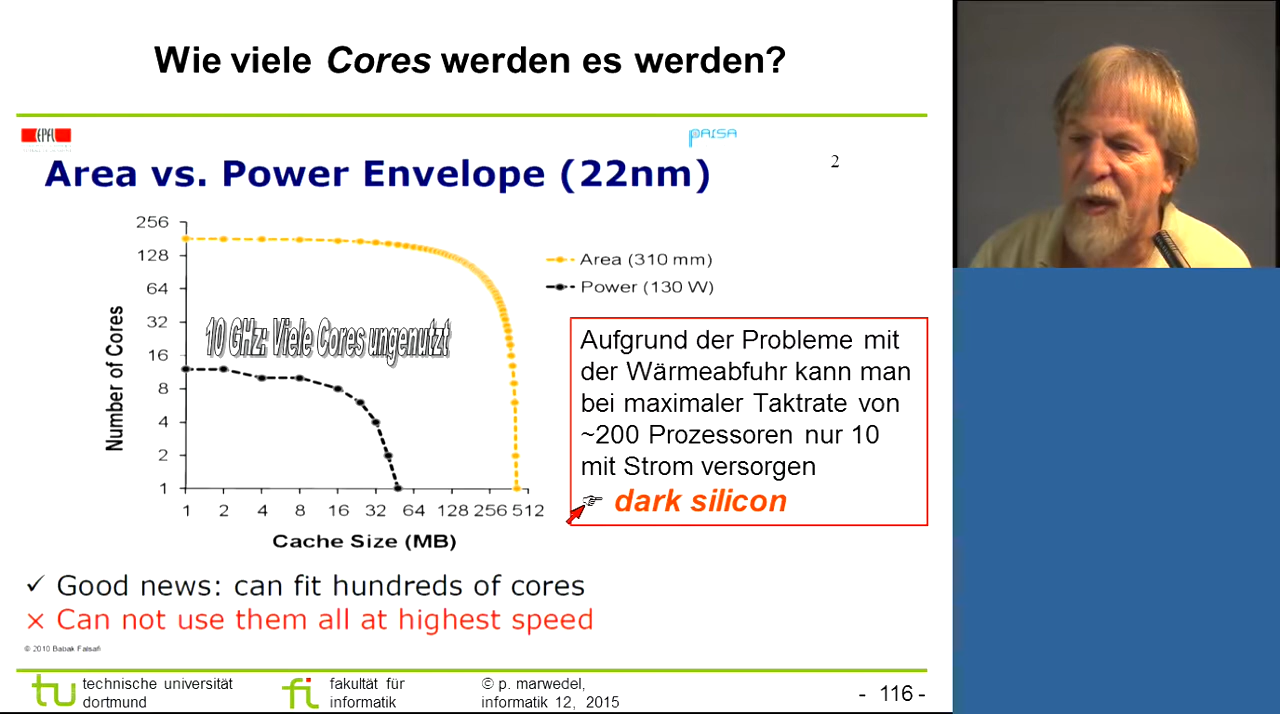 Wie viele Cores werden es werden?
EPFL
PARSA
2
Area vs. Power Envelope (22nm)
256
128
64
32
16
8
4
2
1
Number of Cores
10 GHz: Viele Cores ungenutzt
1 2 4 8 16 32 64 128 256 512
Cache Size (MB)
Area (310 mm)
Power (130 W)
Aufgrund der Probleme mit
der Wärmeabfuhr kann man
bei maximaler Taktrate von
~200 Prozessoren nur 10
mit Strom versorgen
☞ dark silicon
✓ Good news: can fit hundreds of cores
× Can not use them all at highest speed
© 2010 Babak Falsafi
tu technische universität
dortmund
fi fakultät für
informatik
© p. marwedel,
informatik 12, 2015
- 116 -